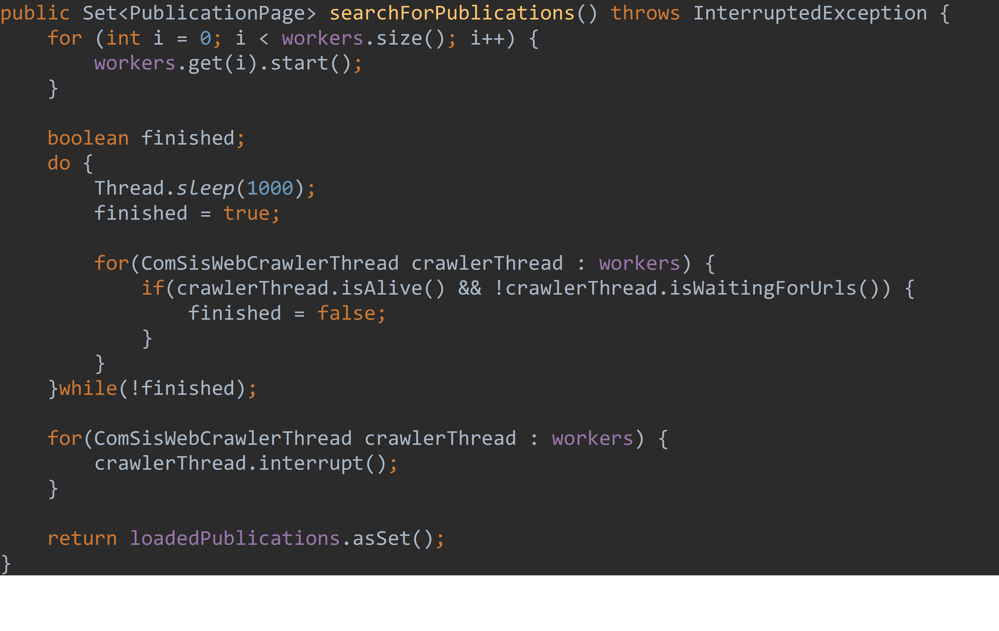 public Set<PublicationPage> searchForPublications() throws InterruptedException {
    for (int i = 0; i < workers.size(); i++) {
        workers.get(i).start();
    }

    boolean finished;
    do {
        Thread.sleep(1000);
        finished = true;

        for(ComSisWebCrawlerThread crawlerThread : workers) {
            if(crawlerThread.isAlive() && !crawlerThread.isWaitingForUrls()) {
                finished = false;
            }
        }
    }while(!finished);

    for(ComSisWebCrawlerThread crawlerThread : workers) {
        crawlerThread.interrupt();
    }

    return loadedPublications.asSet();
}